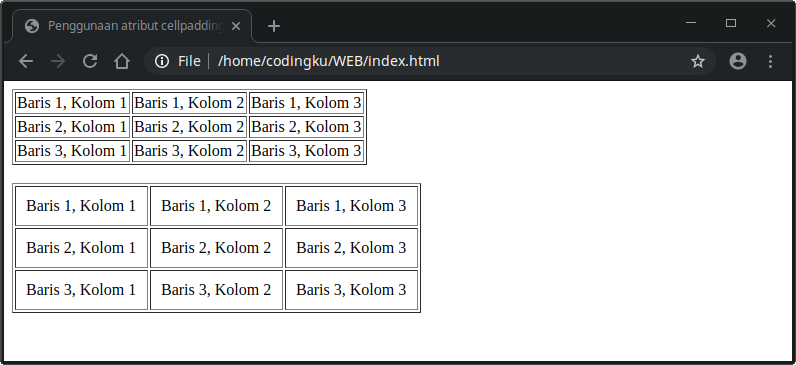 Penggunaan atribut cellpadding
File | /home/codingku/WEB/index.html
Baris 1, Kolom 1 Baris 1, Kolom 2 Baris 1, Kolom 3
Baris 2, Kolom 1 Baris 2, Kolom 2 Baris 2, Kolom 3
Baris 3, Kolom 1 Baris 3, Kolom 2 Baris 3, Kolom 3
Baris 1, Kolom 1 Baris 1, Kolom 2 Baris 1, Kolom 3
Baris 2, Kolom 1 Baris 2, Kolom 2 Baris 2, Kolom 3
Baris 3, Kolom 1 Baris 3, Kolom 2 Baris 3, Kolom 3